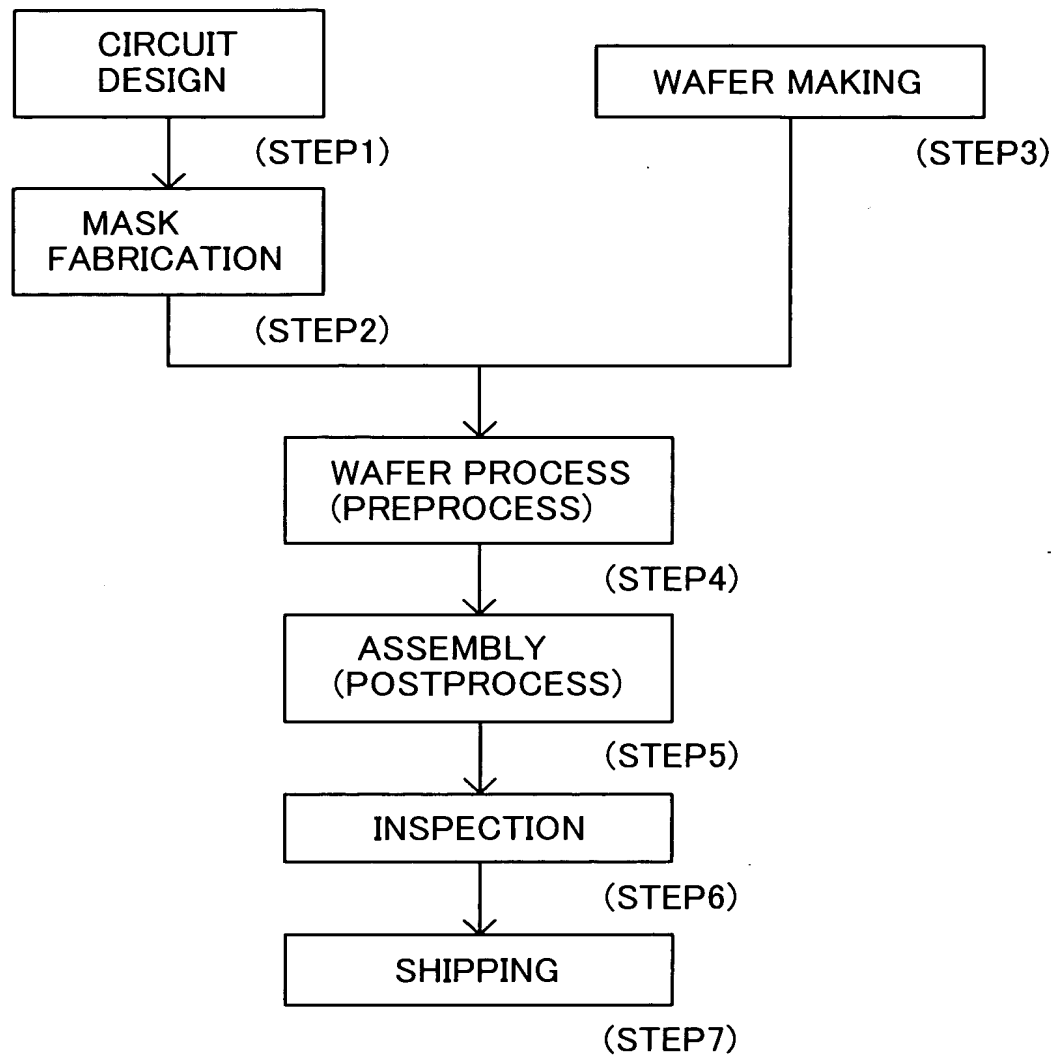 CIRCUIT
DESIGN
(STEP1)
MASK
FABRICATION
(STEP2)
WAFER MAKING
(STEP3)
WAFER PROCESS
(PREPROCESS)
(STEP4)
ASSEMBLY
(POSTPROCESS)
(STEP5)
INSPECTION
(STEP6)
SHIPPING
(STEP7)